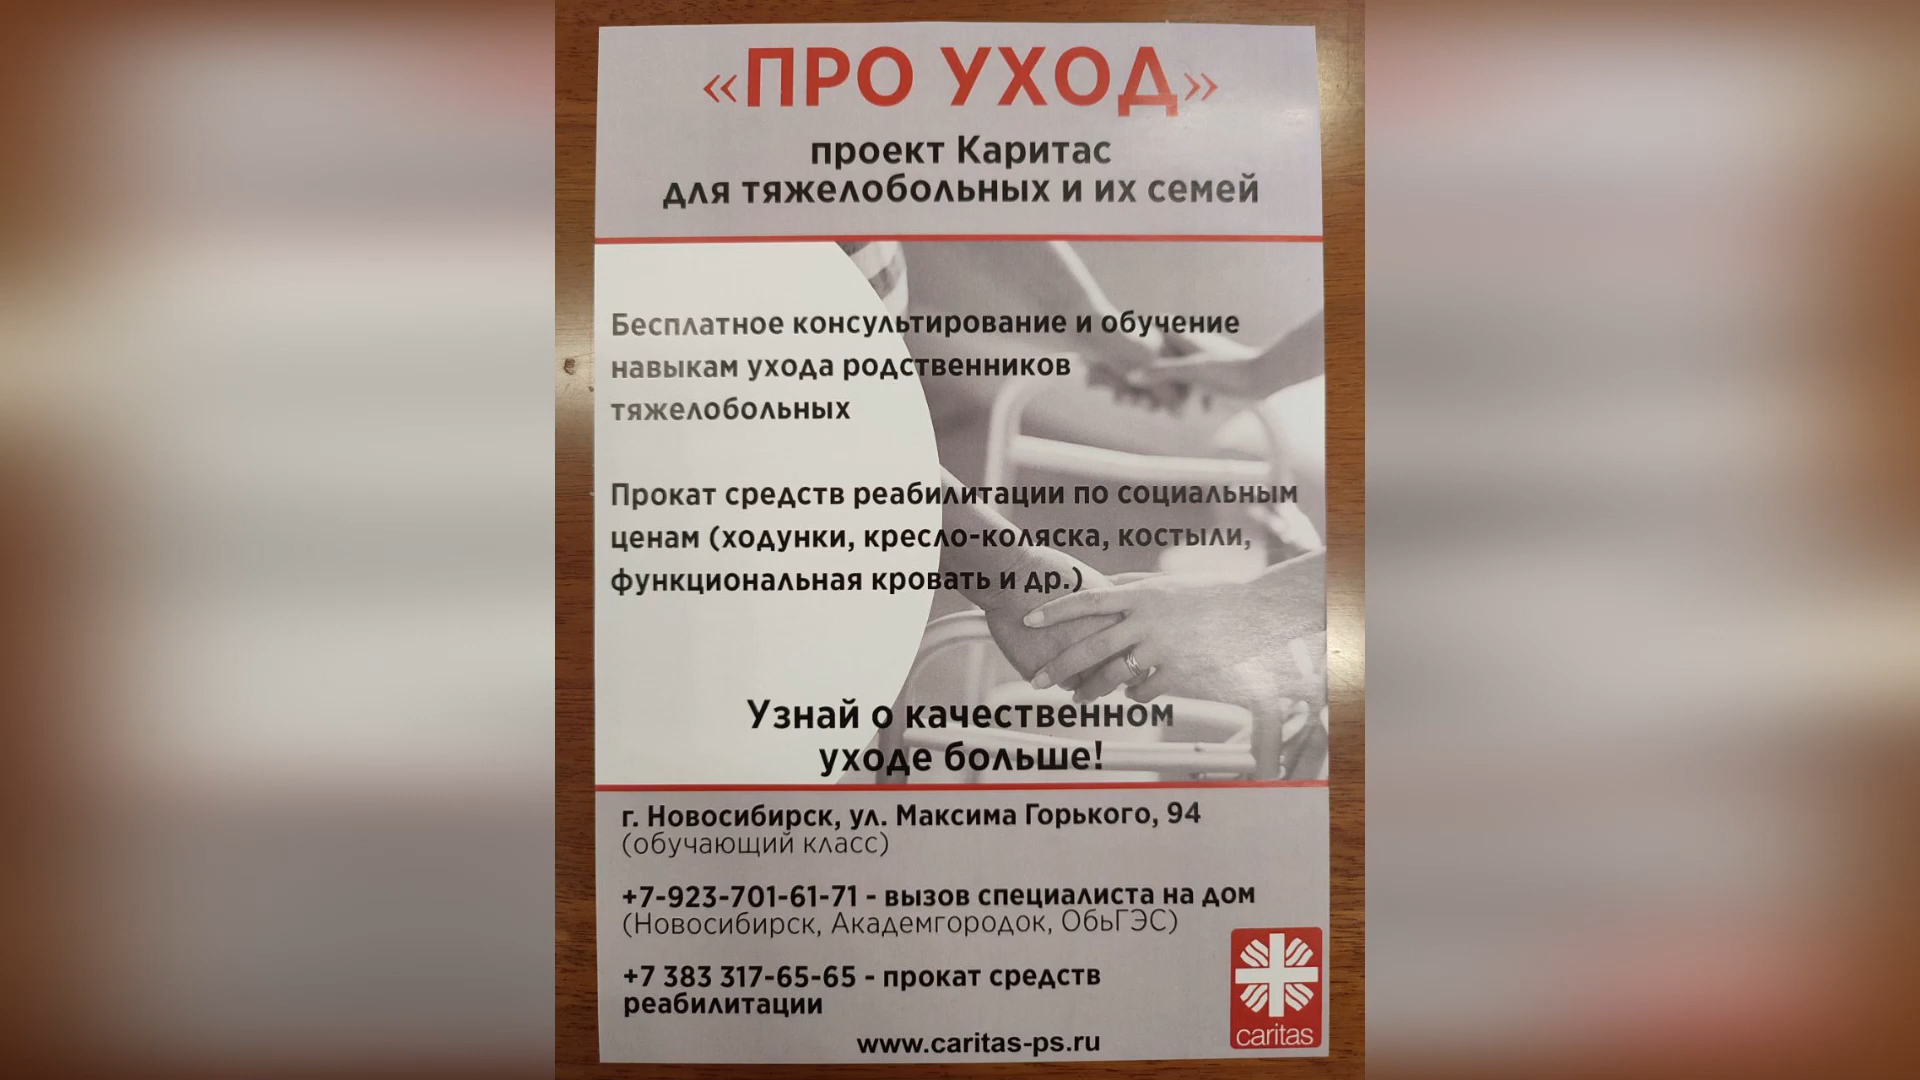 «ПРО УХОД»
проект Каритас
для тяжелобольных и их семей
Бесплатное консультирование и обучение
навыкам ухода родственников
тяжелобольных
Прокат средств реабилитации по социальным
ценам (ходунки, кресло-коляска, костыли,
функциональная кровать и др.)
Узнай о качественном
уходе больше!
г. Новосибирск, ул. Максима Горького, 94
(обучающий класс)
+7-923-701-61-71 - вызов специалиста на дом
(Новосибирск, Академгородок, ОбьГЭС)
+7 383 317-65-65 - прокат средств
реабилитации
www.caritas-ps.ru
caritas